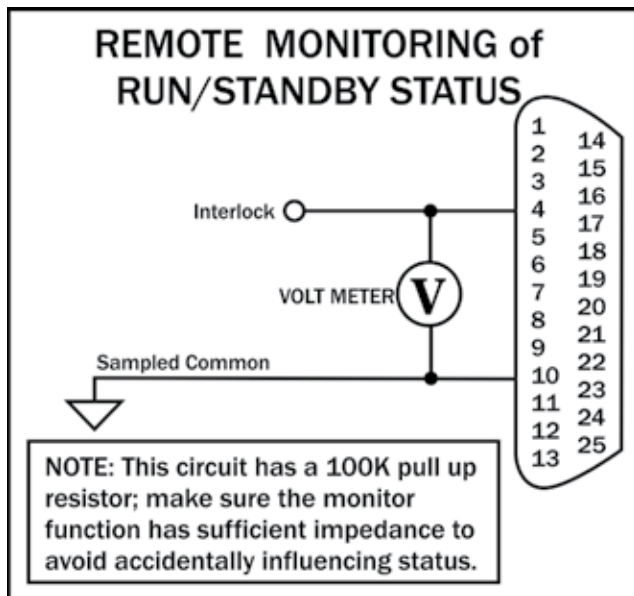 REMOTE MONITORING of
RUN/STANDBY STATUS
1
14
2
15
3
16
Interlock
4
17
5
18
6
19
VOLT METER
V
7
20
8
21
9
22
Sampled Common
10
23
11
24
12
25
13
NOTE: This circuit has a 100K pull up
resistor; make sure the monitor
function has sufficient impedance to
avoid accidentally influencing status.